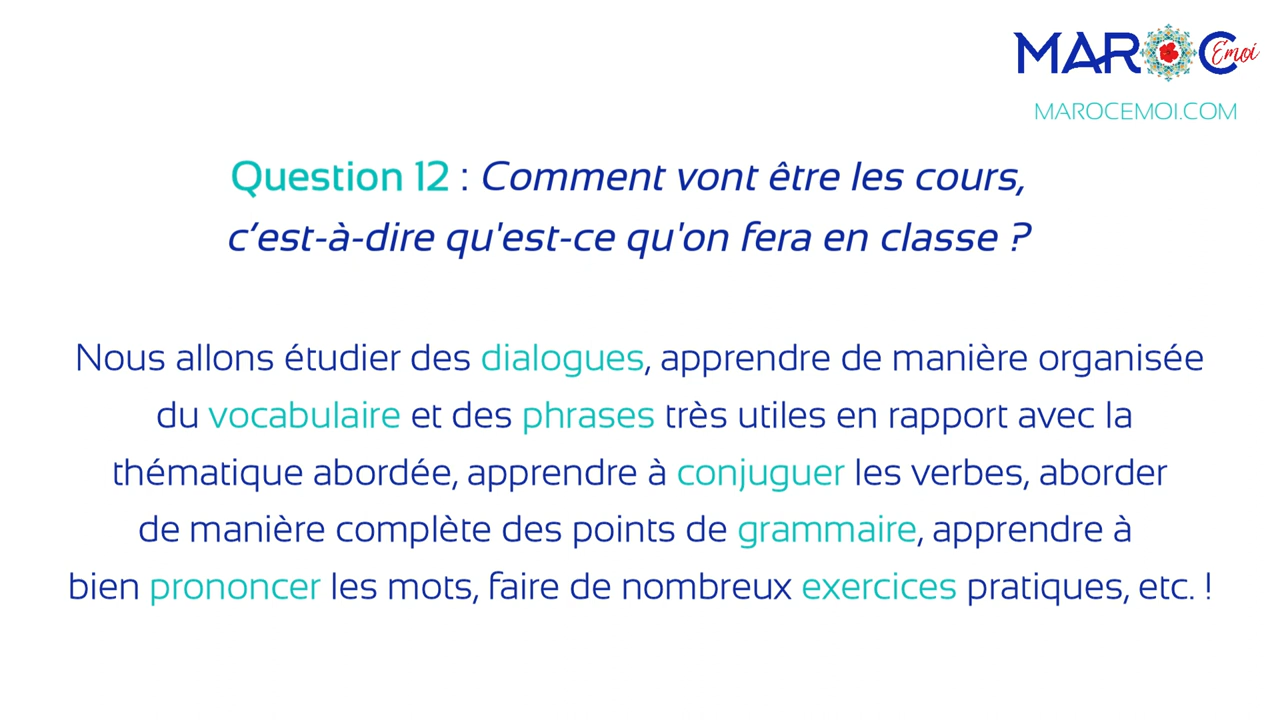 MAROC Émoi
MAROCEMOI.COM
Question 12 : Comment vont être les cours,
c’est-à-dire qu'est-ce qu'on fera en classe ?
Nous allons étudier des dialogues, apprendre de manière organisée
du vocabulaire et des phrases très utiles en rapport avec la
thématique abordée, apprendre à conjuguer les verbes, aborder
de manière complète des points de grammaire, apprendre à
bien prononcer les mots, faire de nombreux exercices pratiques, etc. !